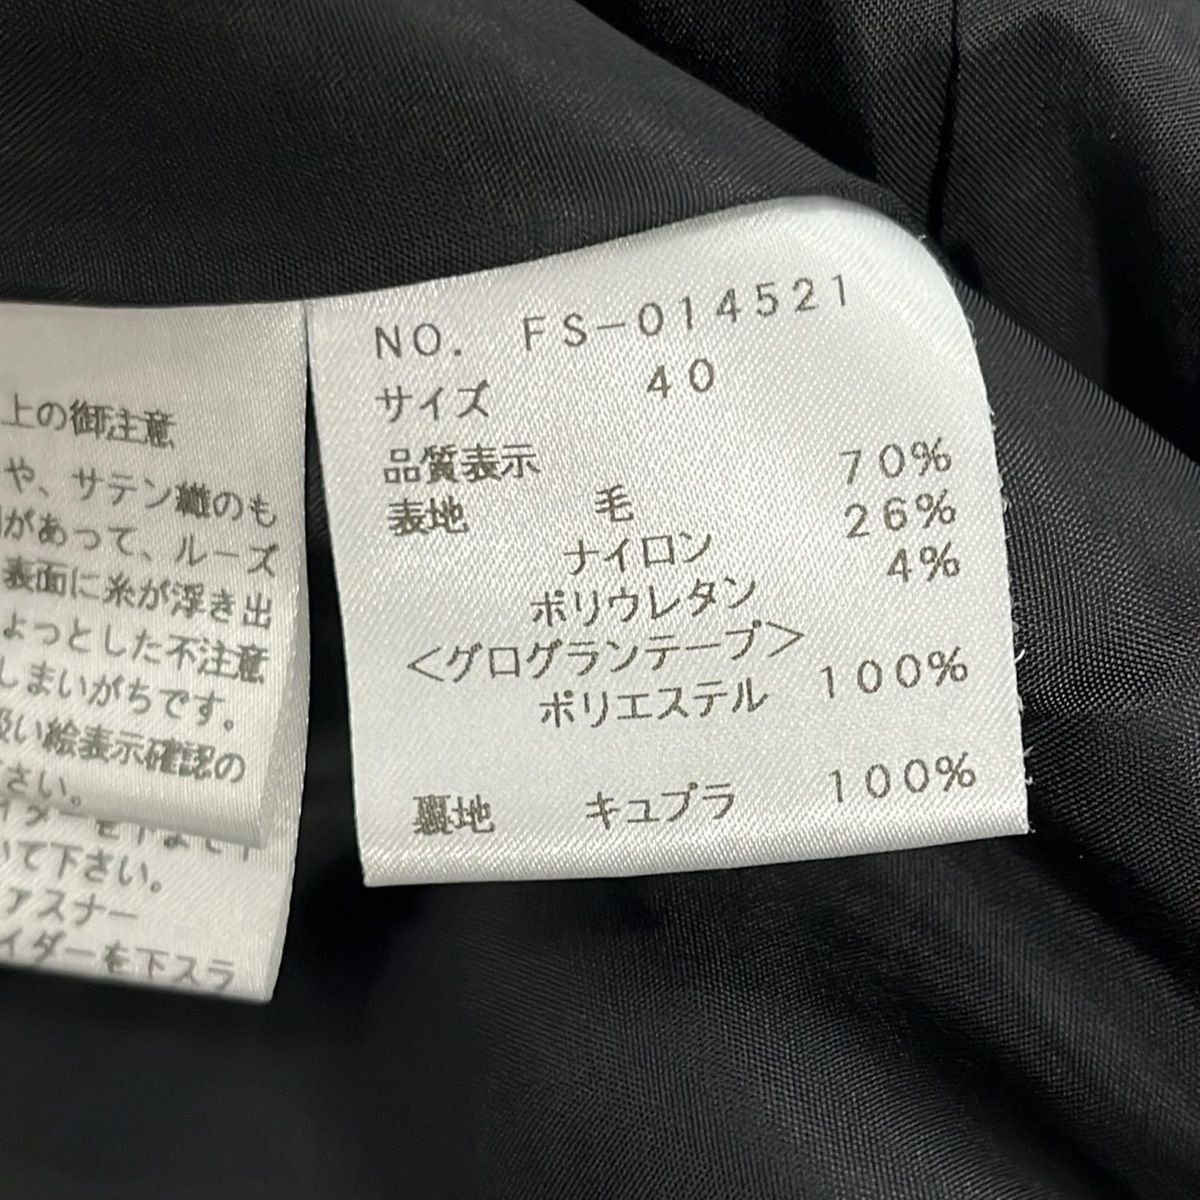 上の御注意
や、サテン織のも
があって、ルーズ
表面に糸が浮き出
ょっとした不注意
しまいがちです。
扱い絵表示確認の
ださい。
いて下さい。
ァスナー
イダーを下スラ
NO. FS-014521
サイズ 40
品質表示
表地 毛 70%
ナイロン 26%
ポリウレタン 4%
<グログランテープ>
ポリエステル 100%
裏地 キュプラ 100%